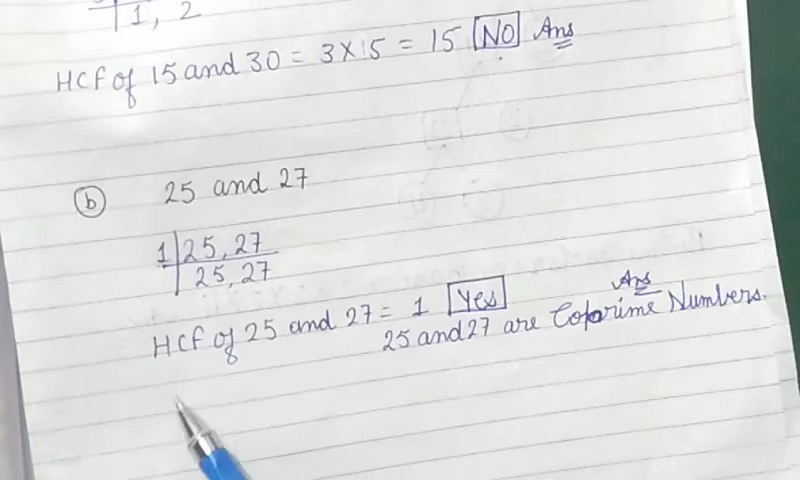 1, 2
HCF of 15 and 30 = 3 × 5 = 15 NO Ans
(b) 25 and 27
1 25, 27
25, 27
HCF of 25 and 27 = 1 Yes Ans
25 and 27 are Coprime Numbers.